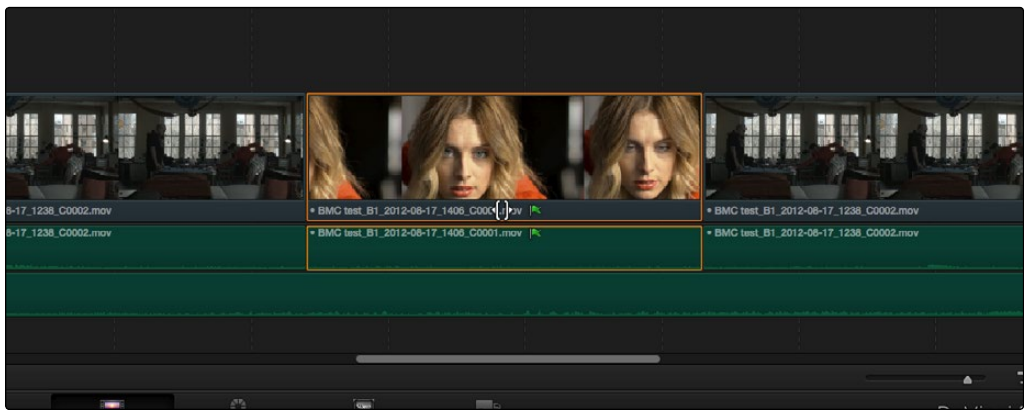 8-17_1238_C0002.mov
• BMC test_B1_2012-08-17_1406_C000 .mov
• BMC test_B1_2012-08-17_1238_C0002.mov
8-17_1238_C0002.mov
• BMC test_B1_2012-08-17_1406_C0001.mov
• BMC test_B1_2012-08-17_1238_C0002.mov